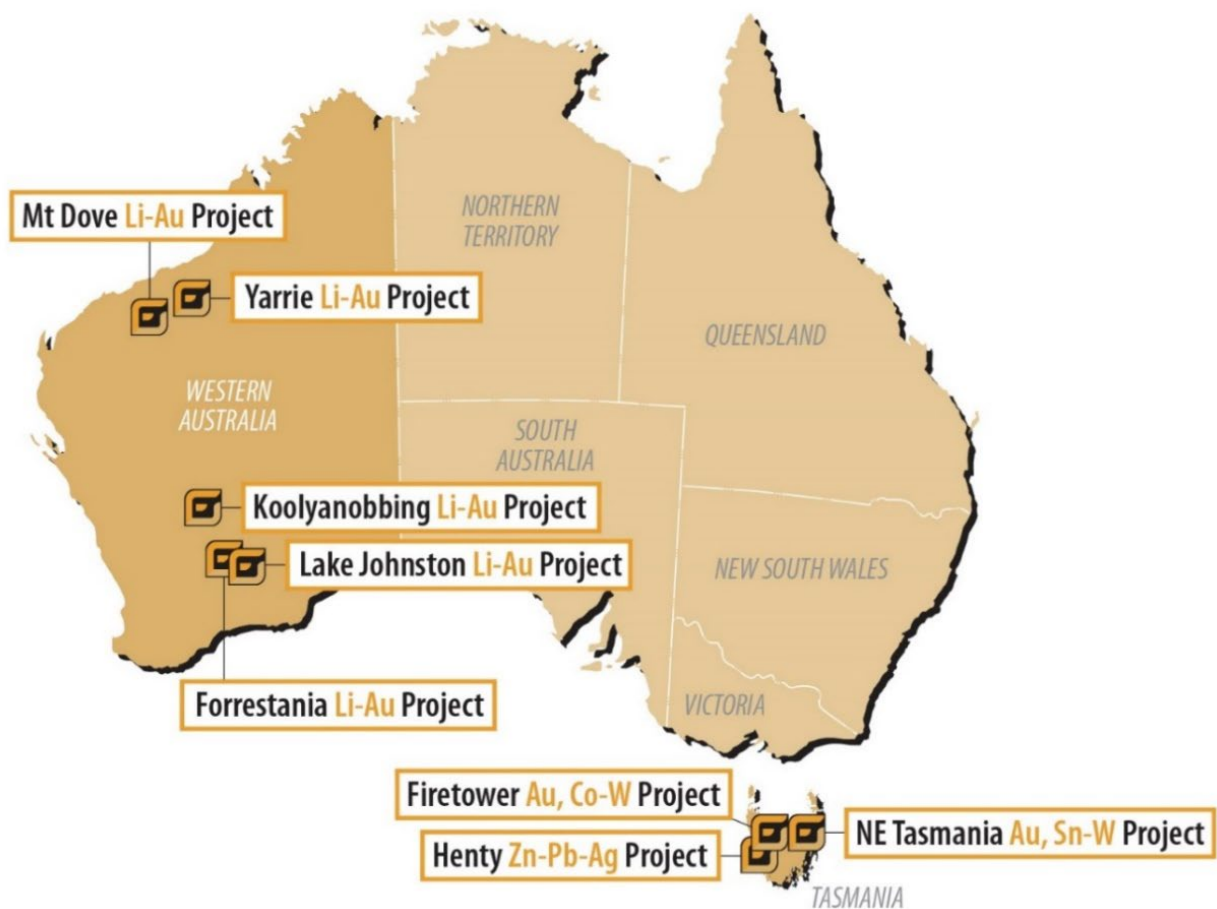 NORTHERN
TERRITORY
Mt Dove Li-Au Project
Yarrie Li-Au Project
QUEENSLAND
WESTERN
AUSTRALIA
SOUTH
AUSTRALIA
Koolyanobbing Li-Au Project
Lake Johnston Li-Au Project
NEW SOUTH WALES
Forrestania Li-Au Project
VICTORIA
Firetower Au, Co-W Project
NE Tasmania Au, Sn-W Project
Henty Zn-Pb-Ag Project
TASMANIA